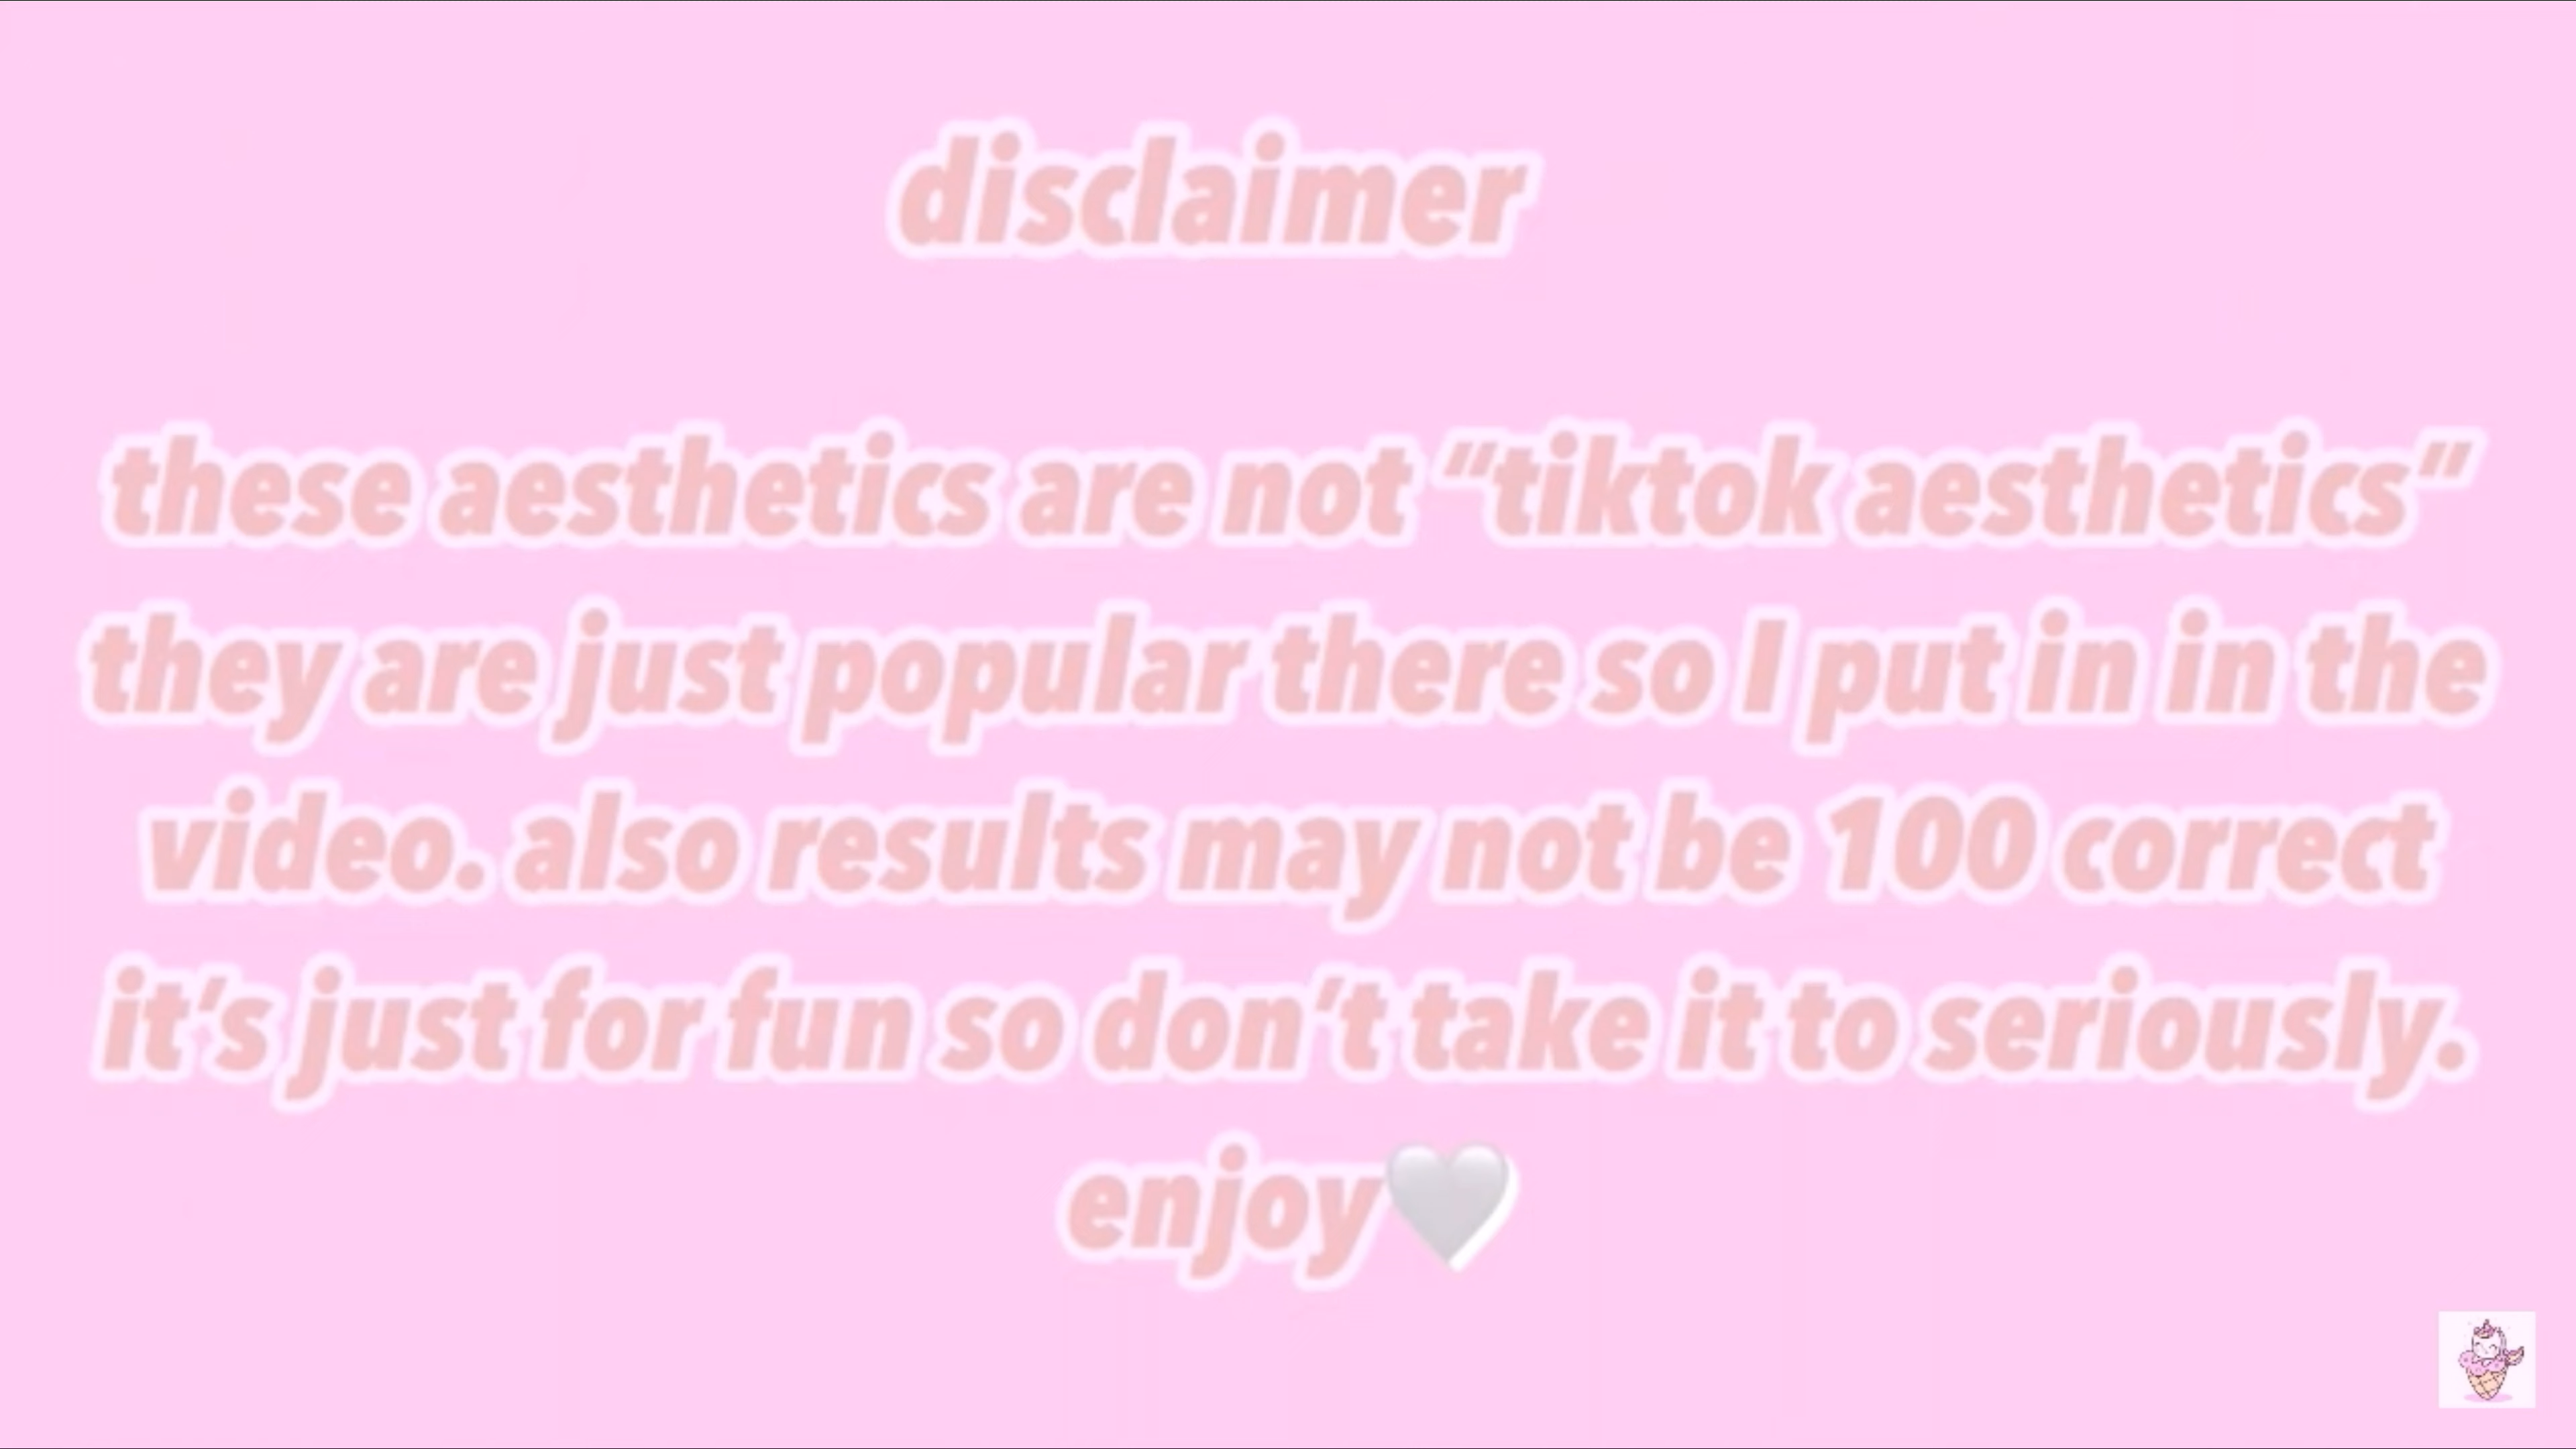 disclaimer
these aesthetics are not “tiktok aesthetics”
they are just popular there so I put in in the
video. also results may not be 100 correct
it’s just for fun so don’t take it to seriously.
enjoy🤍